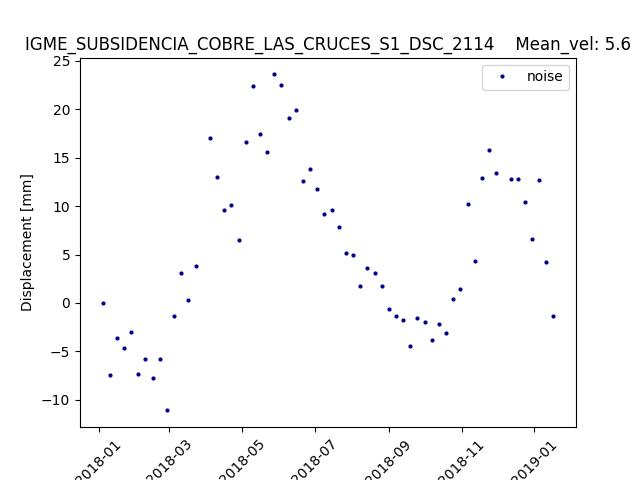 IGME_SUBSIDENCIA_COBRE_LAS_CRUCES_S1_DSC_2114 Mean_vel: 5.6
noise
Displacement [mm]
25
20
15
10
5
0
−5
−10
2018-01 2018-03 2018-05 2018-07 2018-09 2018-11 2019-01